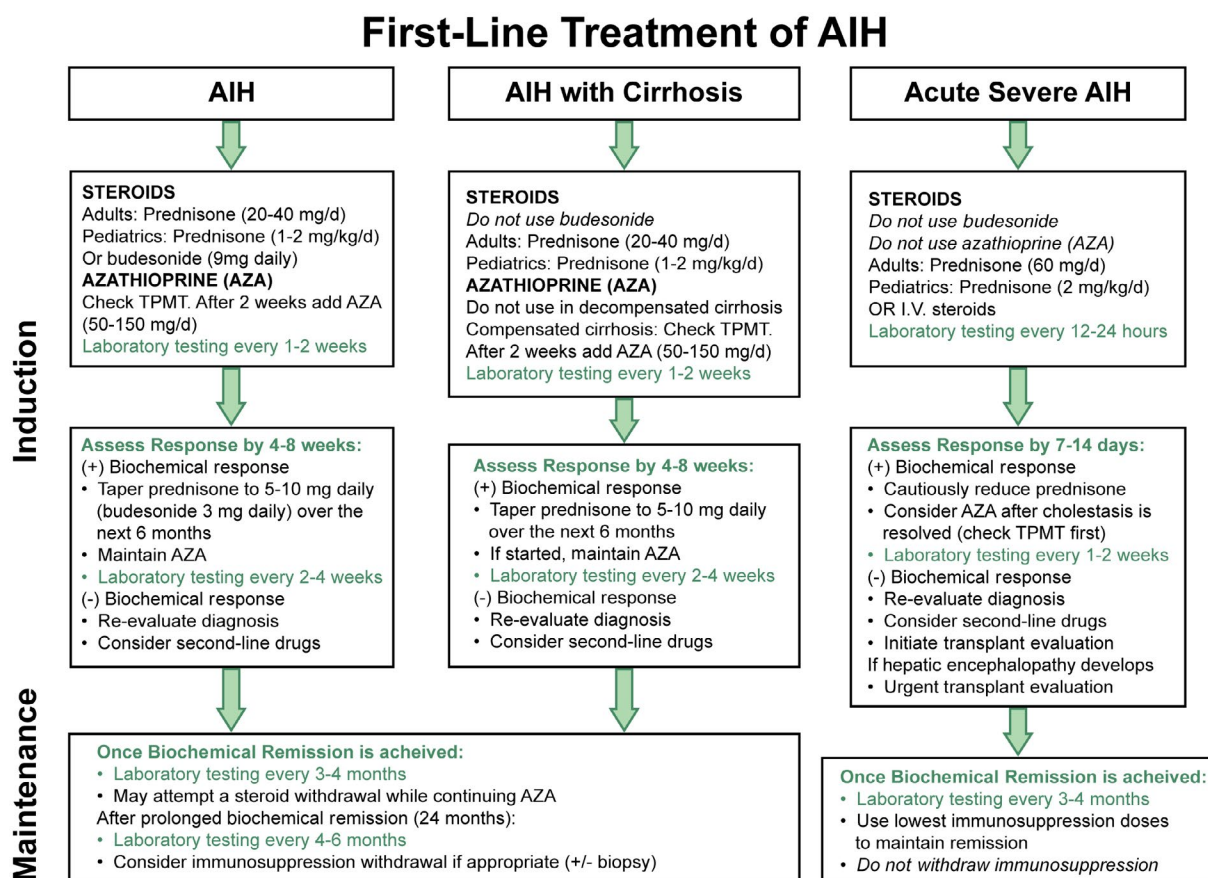 First-Line Treatment of AIH
AIH
STEROIDS
Adults: Prednisone (20-40 mg/d)
Pediatrics: Prednisone (1-2 mg/kg/d)
Or budesonide (9mg daily)
AZATHIOPRINE (AZA)
Check TPMT. After 2 weeks add AZA
(50-150 mg/d)
Laboratory testing every 1-2 weeks
Assess Response by 4-8 weeks:
(+) Biochemical response
• Taper prednisone to 5-10 mg daily
(budesonide 3 mg daily) over the
next 6 months
• Maintain AZA
• Laboratory testing every 2-4 weeks
(-) Biochemical response
• Re-evaluate diagnosis
• Consider second-line drugs
AIH with Cirrhosis
STEROIDS
Do not use budesonide
Adults: Prednisone (20-40 mg/d)
Pediatrics: Prednisone (1-2 mg/kg/d)
AZATHIOPRINE (AZA)
Do not use in decompensated cirrhosis
Compensated cirrhosis: Check TPMT.
After 2 weeks add AZA (50-150 mg/d)
Laboratory testing every 1-2 weeks
Assess Response by 4-8 weeks:
(+) Biochemical response
• Taper prednisone to 5-10 mg daily
over the next 6 months
• If started, maintain AZA
• Laboratory testing every 2-4 weeks
(-) Biochemical response
• Re-evaluate diagnosis
• Consider second-line drugs
Acute Severe AIH
STEROIDS
Do not use budesonide
Do not use azathioprine (AZA)
Adults: Prednisone (60 mg/d)
Pediatrics: Prednisone (2 mg/kg/d)
OR I.V. steroids
Laboratory testing every 12-24 hours
Assess Response by 7-14 days:
(+) Biochemical response
• Cautiously reduce prednisone
• Consider AZA after cholestasis is
resolved (check TPMT first)
• Laboratory testing every 1-2 weeks
(-) Biochemical response
• Re-evaluate diagnosis
• Consider second-line drugs
• Initiate transplant evaluation
If hepatic encephalopathy develops
• Urgent transplant evaluation
Induction
Maintenance
Once Biochemical Remission is acheived:
• Laboratory testing every 3-4 months
• May attempt a steroid withdrawal while continuing AZA
After prolonged biochemical remission (24 months):
• Laboratory testing every 4-6 months
• Consider immunosuppression withdrawal if appropriate (+/- biopsy)
Once Biochemical Remission is acheived:
• Laboratory testing every 3-4 months
• Use lowest immunosuppression doses
to maintain remission
• Do not withdraw immunosuppression